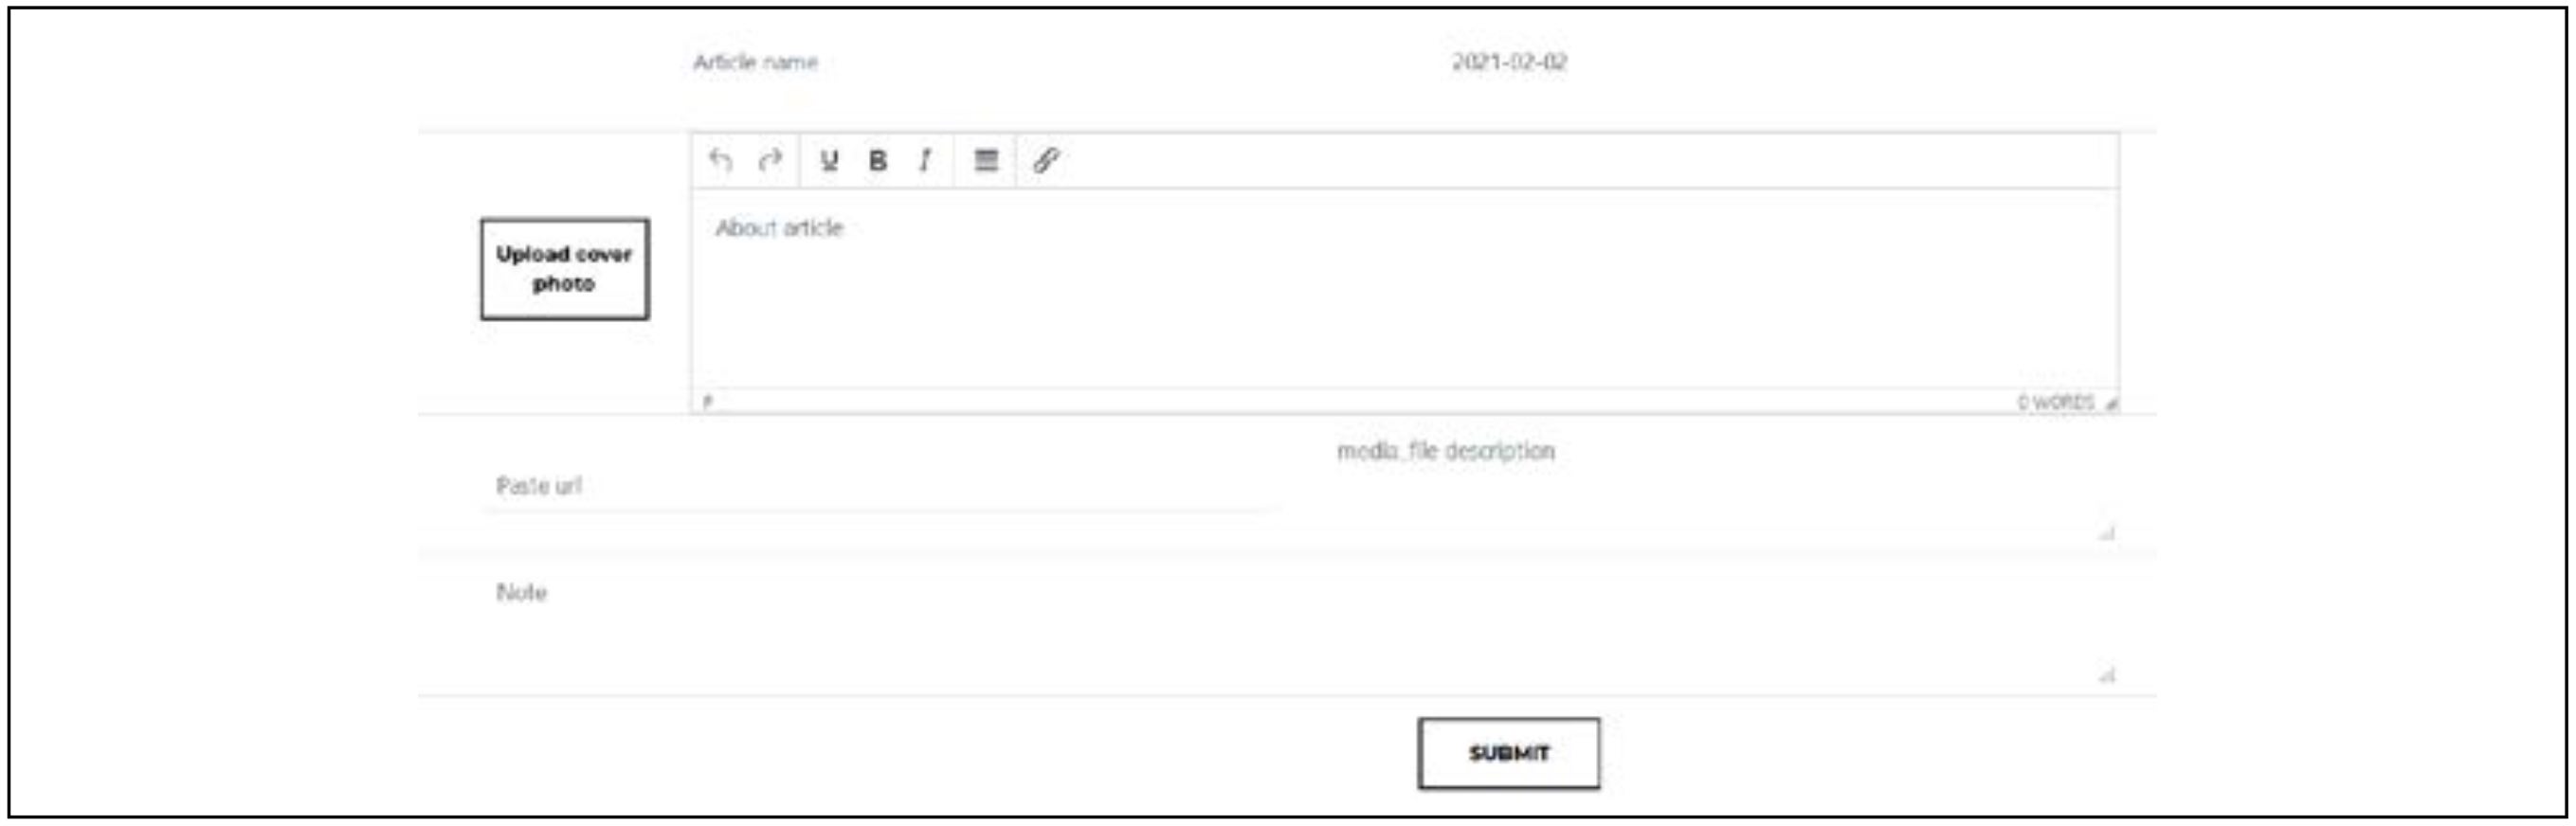 Article name
2021-02-02
U B I
Upload cover
photo
About article
P
0 WORDS
media_file description
Paste url
Note
SUBMIT